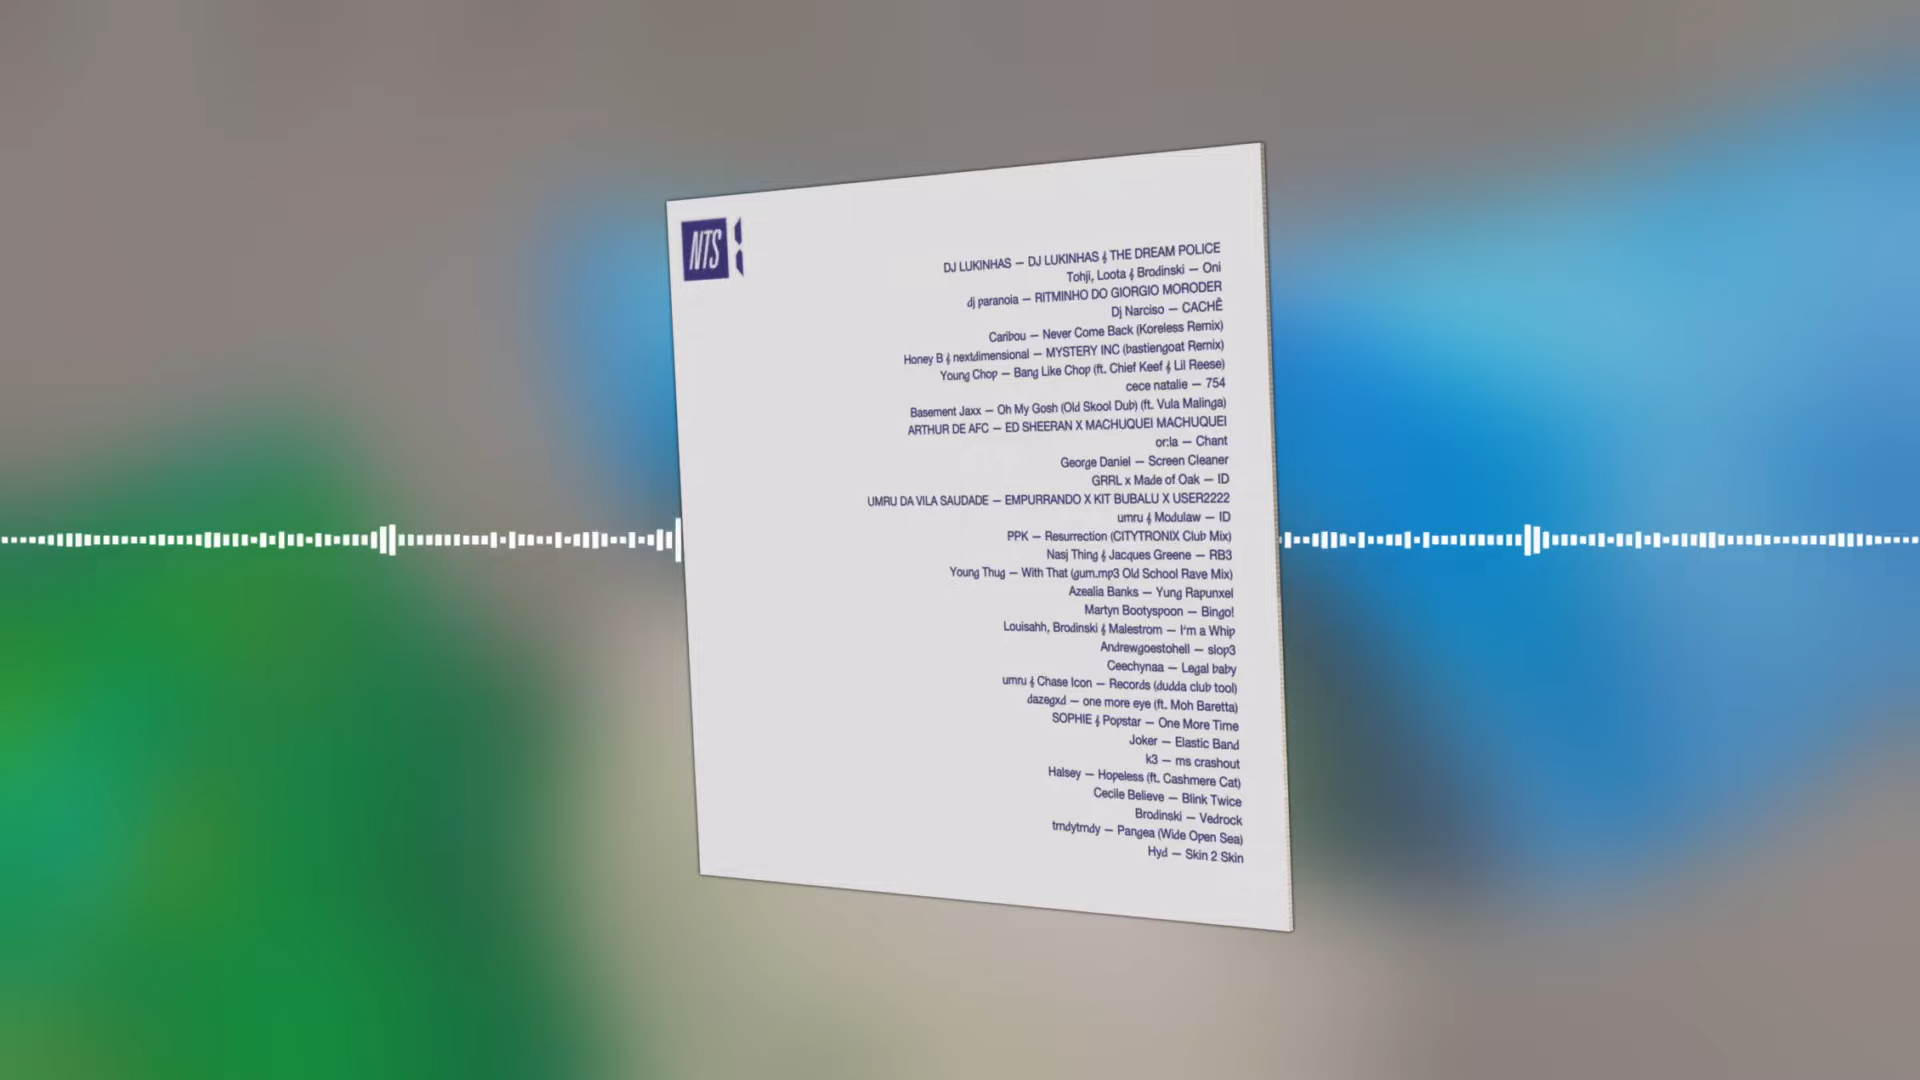 NTS
DJ LUKINHAS — DJ LUKINHAS & THE DREAM POLICE
Tohji, Loota & Brodinski — Oni
dj paranoia — RITMINHO DO GIORGIO MORODER
Dj Narciso — CACHÊ
Caribou — Never Come Back (Koreless Remix)
Honey B & nextdimensional — MYSTERY INC (bastiengoat Remix)
Young Chop — Bang Like Chop (ft. Chief Keef & Lil Reese)
cece natalie — 754
Basement Jaxx — Oh My Gosh (Old Skool Dub) (ft. Vula Malinga)
ARTHUR DE AFC — ED SHEERAN X MACHUQUEI MACHUQUEI
or:la — Chant
George Daniel — Screen Cleaner
GRRL x Made of Oak — ID
UMRU DA VILA SAUDADE — EMPURRANDO X KIT BUBALU X USER2222
umru & Modulaw — ID
PPK — Resurrection (CITYTRONIX Club Mix)
Nasj Thing & Jacques Greene — RB3
Young Thug — With That (gum.mp3 Old School Rave Mix)
Azealia Banks — Yung Rapunxel
Martyn Bootyspoon — Bingo!
Louisahh, Brodinski & Malestrom — I'm a Whip
Andrewgoestohell — slop3
Ceechynaa — Legal baby
umru & Chase Icon — Records (dudda club tool)
dazegxd — one more eye (ft. Moh Baretta)
SOPHIE & Popstar — One More Time
Joker — Elastic Band
k3 — ms crashout
Halsey — Hopeless (ft. Cashmere Cat)
Cecile Believe — Blink Twice
Brodinski — Vedrock
trndytrndy — Pangea (Wide Open Sea)
Hyd — Skin 2 Skin